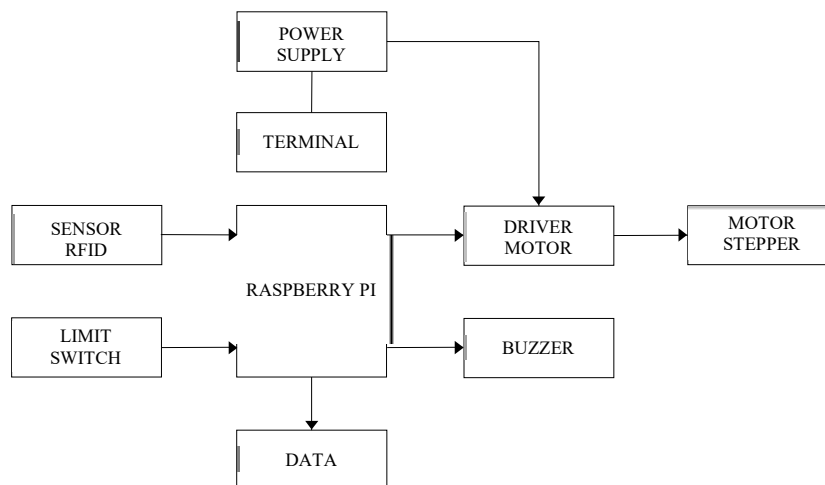 POWER
SUPPLY
TERMINAL
SENSOR
RFID
DRIVER
MOTOR
MOTOR
STEPPER
RASPBERRY PI
LIMIT
SWITCH
BUZZER
DATA